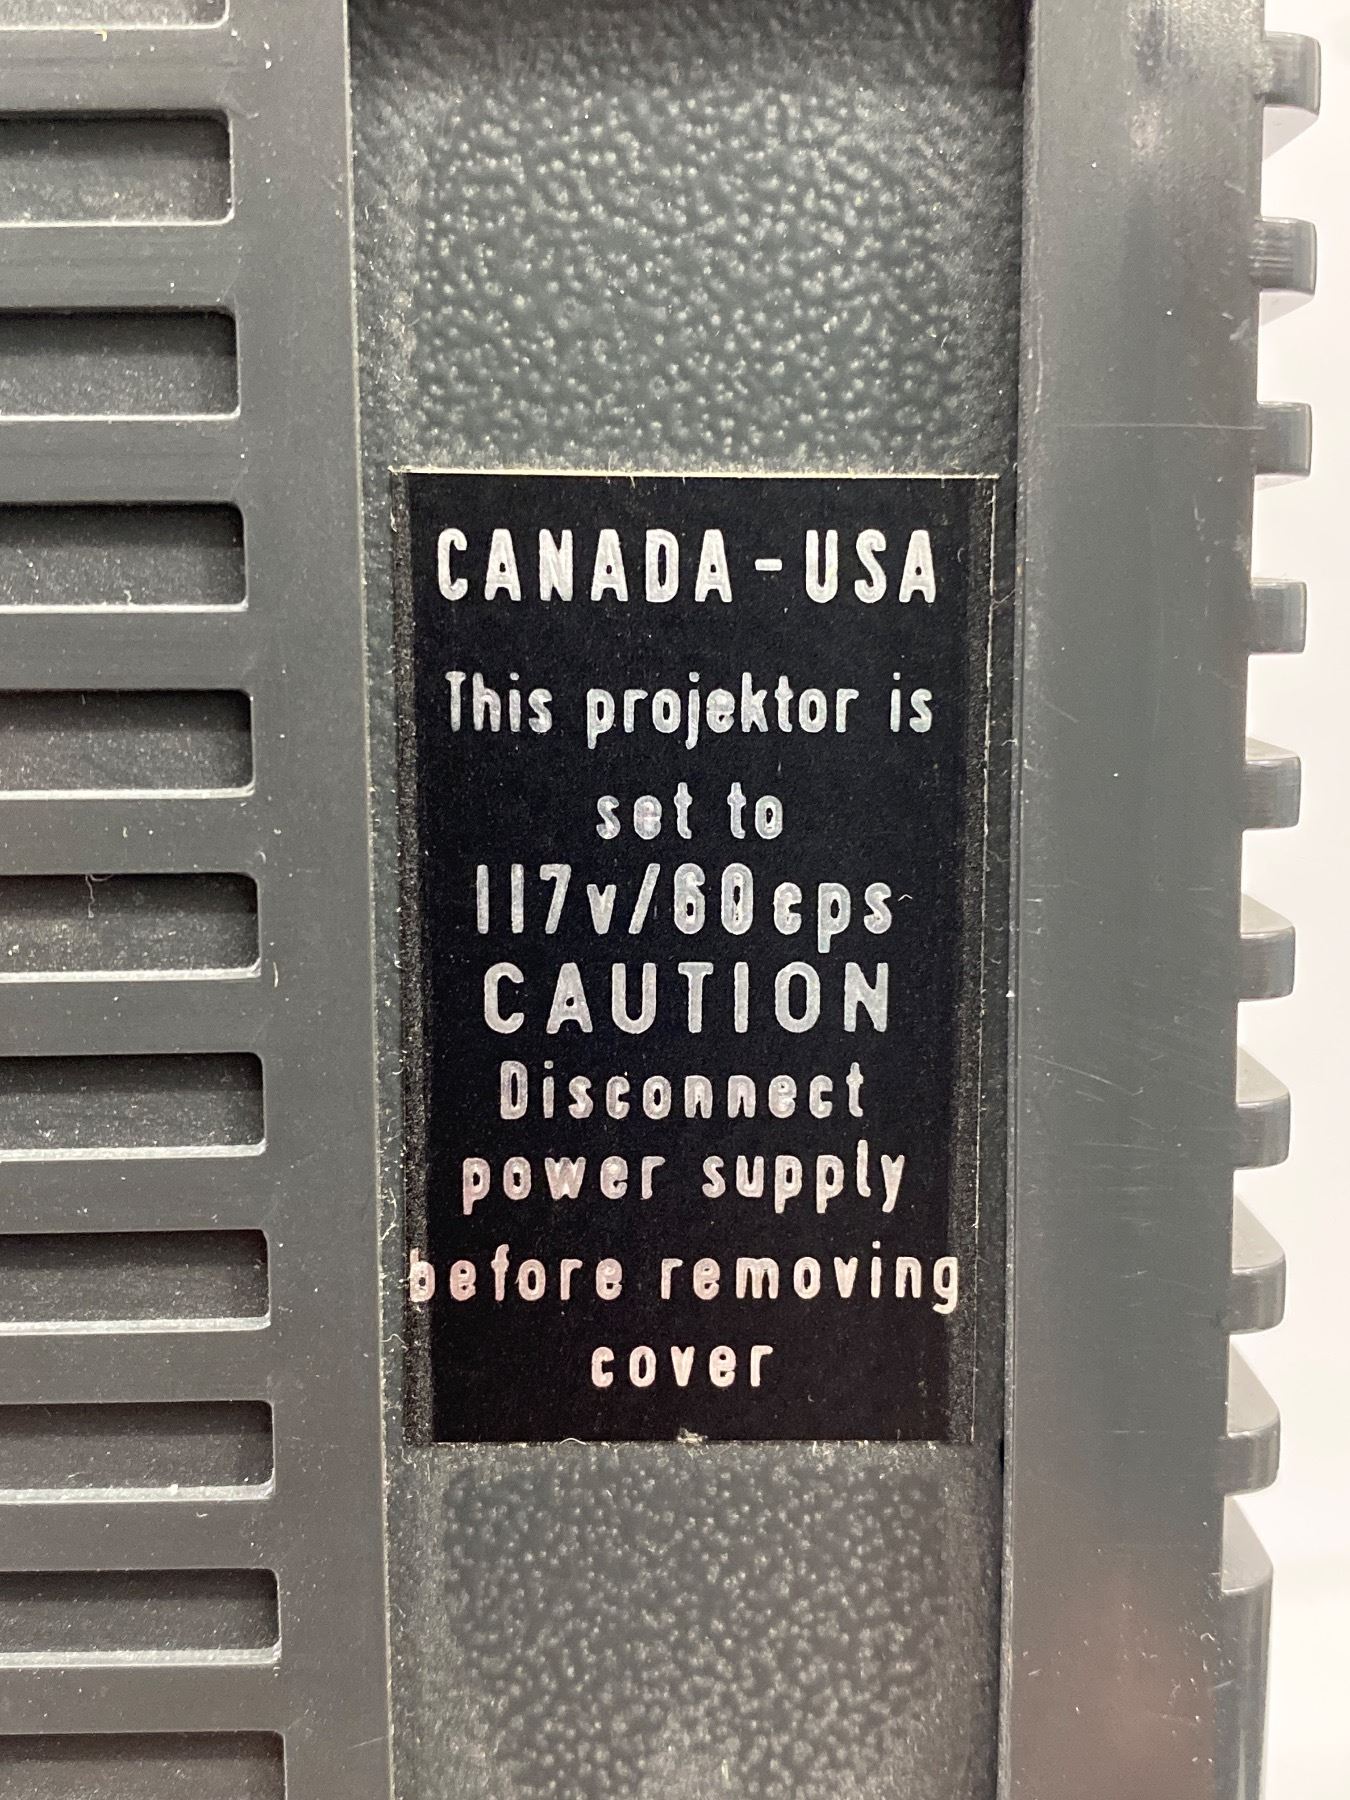 CANADA-USA
This projektor is
set to
117v/60cps
CAUTION
Disconnect
power supply
before removing
cover